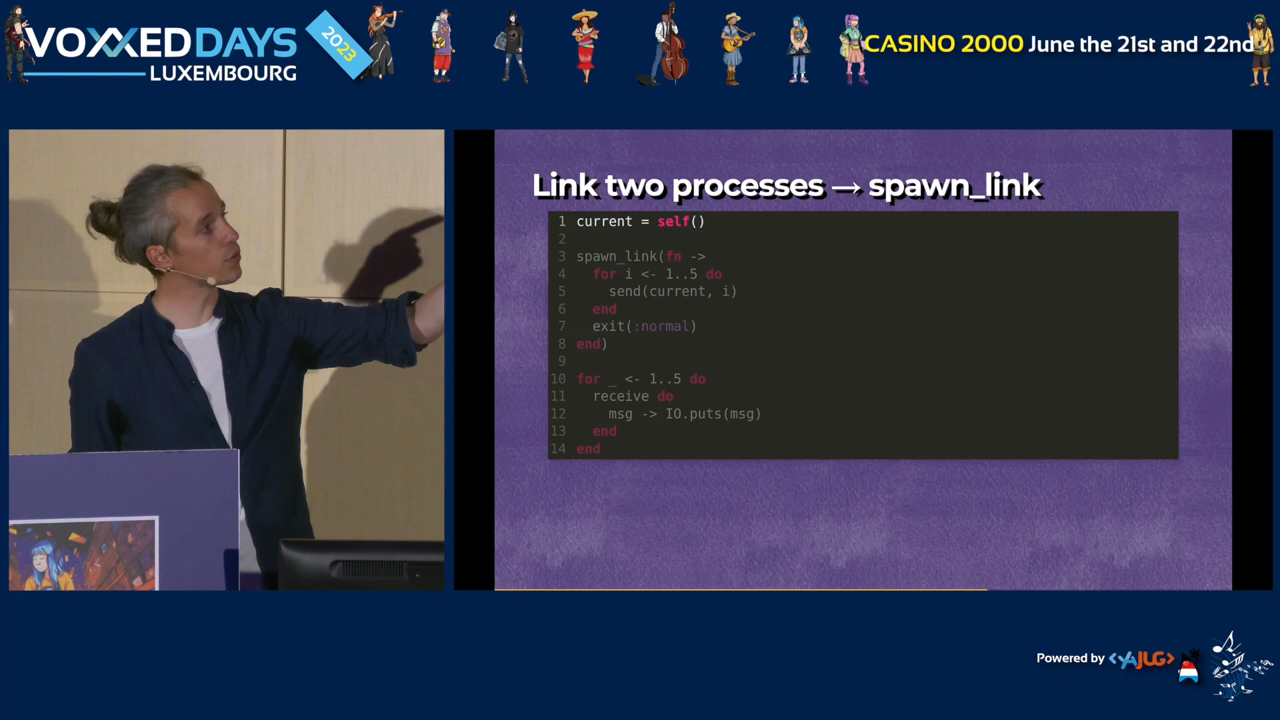 VOXXED DAYS
LUXEMBOURG
2023
CASINO 2000 June the 21st and 22nd
Link two processes → spawn_link
1 current = self()
2
3 spawn_link(fn ->
4 for i <- 1..5 do
5 send(current, i)
6 end
7 exit(:normal)
8 end)
9
10 for _ <- 1..5 do
11 receive do
12 msg -> IO.puts(msg)
13 end
14 end
Powered by <YAJUG>